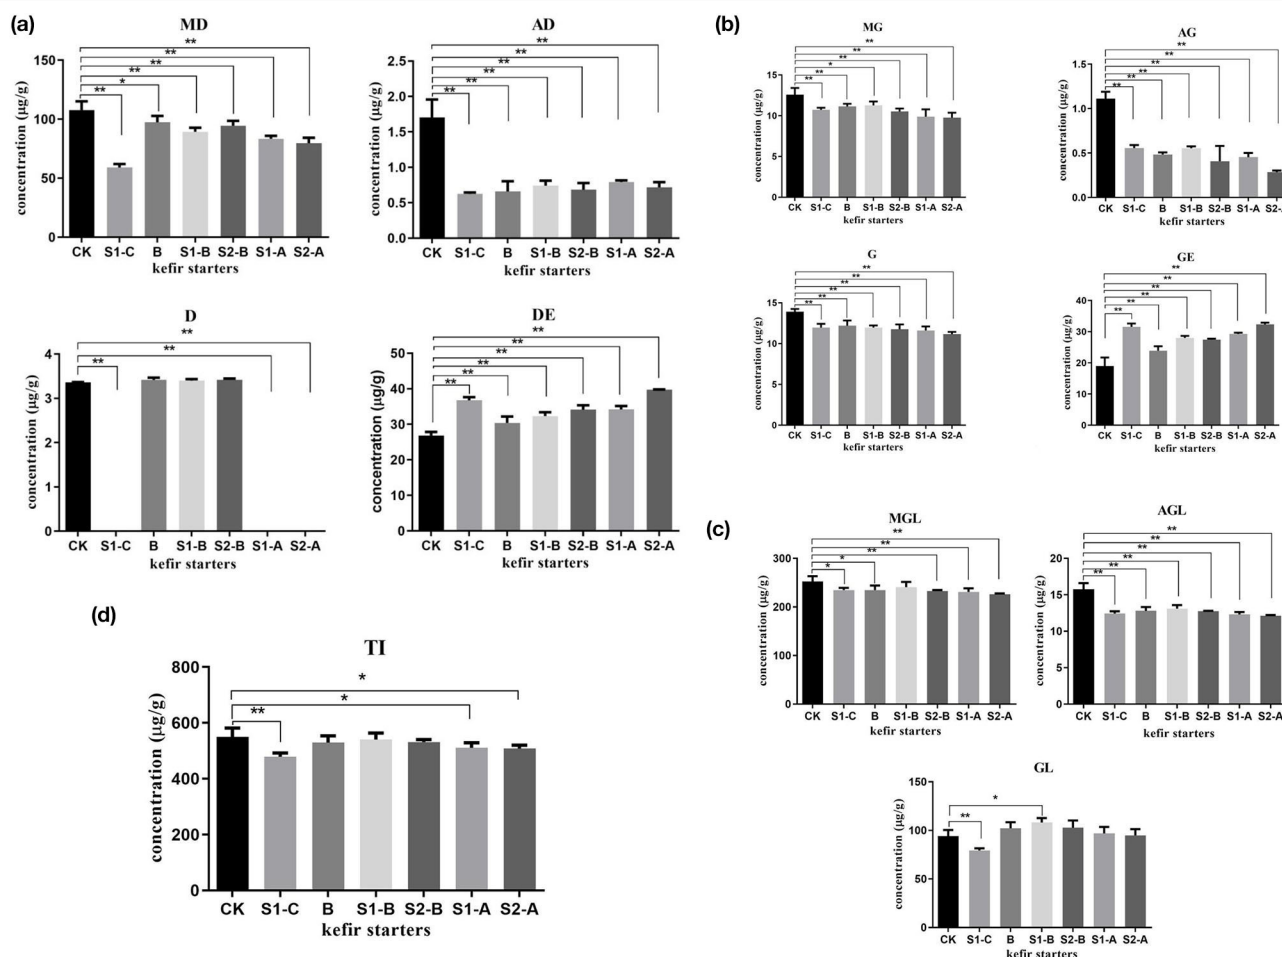 (a)
MD
**
**
**
**
*
**
concentration (µg/g)
150
100
50
0
CK S1-C B S1-B S2-B S1-A S2-A
kefir starters
AD
**
**
**
**
**
**
concentration (µg/g)
2.5
2.0
1.5
1.0
0.5
0.0
CK S1-C B S1-B S2-B S1-A S2-A
kefir starters
D
**
**
**
concentration (µg/g)
4
3
2
1
0
CK S1-C B S1-B S2-B S1-A S2-A
kefir starters
DE
**
**
**
**
**
**
concentration (µg/g)
50
40
30
20
10
0
CK S1-C B S1-B S2-B S1-A S2-A
kefir starters
(b)
MG
**
**
**
*
**
**
concentration (µg/g)
15
10
5
0
CK S1-C B S1-B S2-B S1-A S2-A
kefir starters
AG
**
**
**
**
**
**
concentration (µg/g)
1.5
1.0
0.5
0.0
CK S1-C B S1-B S2-B S1-A S2-
kefir starters
G
**
**
**
**
**
**
concentration (µg/g)
15
10
5
0
CK S1-C B S1-B S2-B S1-A S2-A
kefir starters
GE
**
**
**
**
**
**
concentration (µg/g)
40
30
20
10
0
CK S1-C B S1-B S2-B S1-A S2-A
kefir starters
(c)
MGL
**
**
**
*
*
concentration (µg/g)
300
200
100
0
CK S1-C B S1-B S2-B S1-A S2-A
kefir starters
AGL
**
**
**
**
**
**
concentration (µg/g)
20
15
10
5
0
CK S1-C B S1-B S2-B S1-A S2-A
kefir starters
GL
*
**
concentration (µg/g)
150
100
50
0
CK S1-C B S1-B S2-B S1-A S2-A
kefir starters
(d)
TI
*
*
**
concentration (µg/g)
800
600
400
200
0
CK S1-C B S1-B S2-B S1-A S2-A
kefir starters